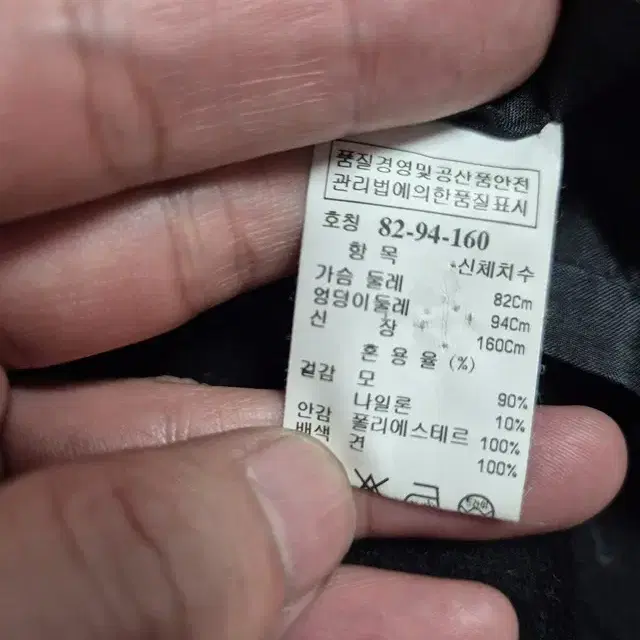 품질경영및공산품안전
관리법에의한품질표시
호칭 82-94-160
항 목 신체치수
가슴 둘레 82Cm
엉덩이둘레 94Cm
신 장 160Cm
혼 용 율 (%)
겉감 모 90%
나일론 10%
안감 폴리에스테르 100%
배색 견 100%